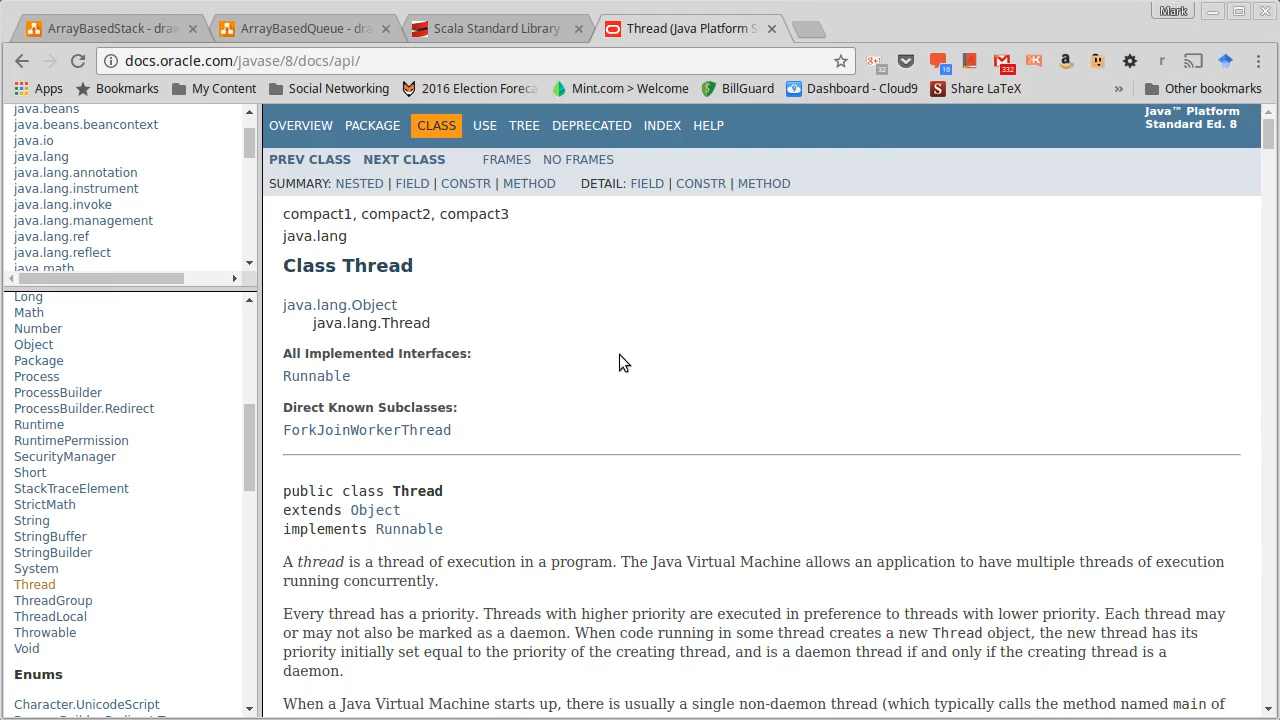 Mark
ArrayBasedStack - draw
ArrayBasedQueue - dra
Scala Standard Library
Thread (Java Platform S
docs.oracle.com/javase/8/docs/api/
32
16
332
r
Apps
Bookmarks
My Content
Social Networking
2016 Election Foreca
Mint.com > Welcome
BillGuard
Dashboard - Cloud9
Share LaTeX
»
Other bookmarks
java.beans
java.beans.beancontext
java.io
java.lang
java.lang.annotation
java.lang.instrument
java.lang.invoke
java.lang.management
java.lang.ref
java.lang.reflect
java.math
Long
Math
Number
Object
Package
Process
ProcessBuilder
ProcessBuilder.Redirect
Runtime
RuntimePermission
SecurityManager
Short
StackTraceElement
StrictMath
String
StringBuffer
StringBuilder
System
Thread
ThreadGroup
ThreadLocal
Throwable
Void
Enums
Character.UnicodeScript
OVERVIEW PACKAGE CLASS USE TREE DEPRECATED INDEX HELP
Java™ Platform
Standard Ed. 8
PREV CLASS NEXT CLASS FRAMES NO FRAMES
SUMMARY: NESTED | FIELD | CONSTR | METHOD DETAIL: FIELD | CONSTR | METHOD
compact1, compact2, compact3
java.lang
Class Thread
java.lang.Object
java.lang.Thread
All Implemented Interfaces:
Runnable
Direct Known Subclasses:
ForkJoinWorkerThread
public class Thread
extends Object
implements Runnable
A thread is a thread of execution in a program. The Java Virtual Machine allows an application to have multiple threads of execution
running concurrently.
Every thread has a priority. Threads with higher priority are executed in preference to threads with lower priority. Each thread may
or may not also be marked as a daemon. When code running in some thread creates a new Thread object, the new thread has its
priority initially set equal to the priority of the creating thread, and is a daemon thread if and only if the creating thread is a
daemon.
When a Java Virtual Machine starts up, there is usually a single non-daemon thread (which typically calls the method named main of